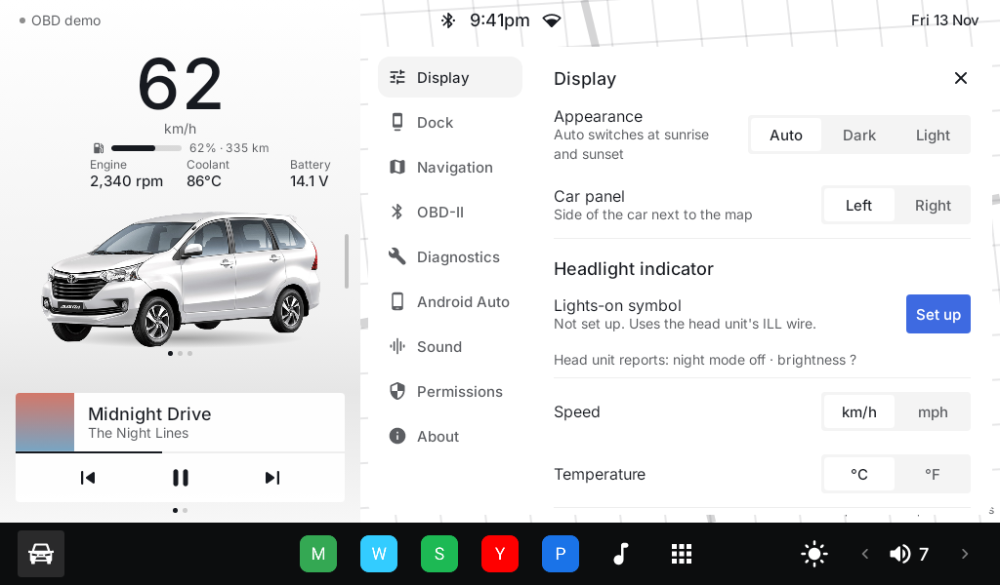 OBD demo
9:41pm
Fri 13 Nov
62
km/h
62% · 335 km
Engine
Coolant
Battery
2,340 rpm
86°C
14.1 V
Midnight Drive
The Night Lines
Display
Dock
Navigation
OBD-II
Diagnostics
Android Auto
Sound
Permissions
About
Display
Appearance
Auto switches at sunrise
and sunset
Auto
Dark
Light
Car panel
Side of the car next to the map
Left
Right
Headlight indicator
Lights-on symbol
Not set up. Uses the head unit's ILL wire.
Set up
Head unit reports: night mode off · brightness ?
Speed
km/h
mph
Temperature
°C
°F
M
W
S
Y
P
7